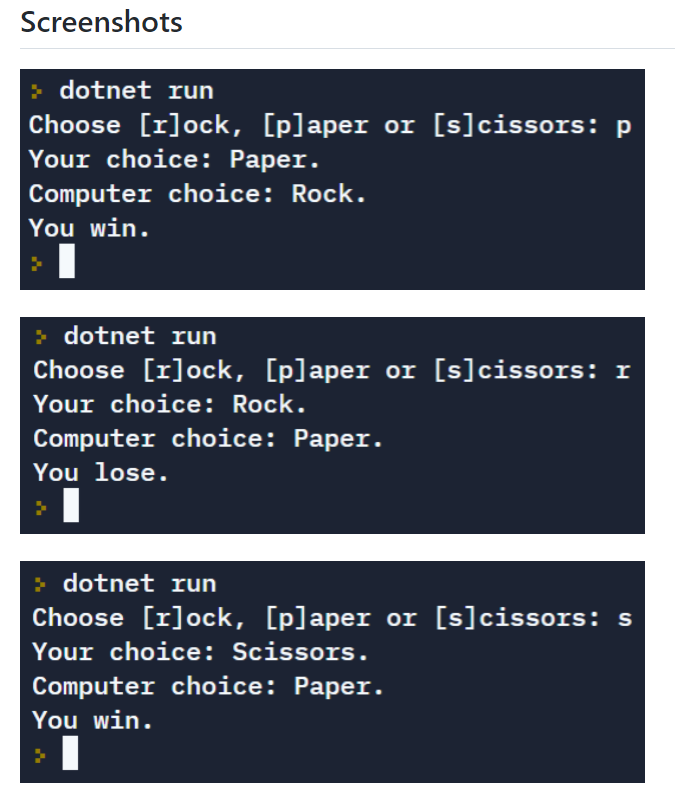 Screenshots
> dotnet run
Choose [r]ock, [p]aper or [s]cissors: p
Your choice: Paper.
Computer choice: Rock.
You win.
>
> dotnet run
Choose [r]ock, [p]aper or [s]cissors: r
Your choice: Rock.
Computer choice: Paper.
You lose.
>
> dotnet run
Choose [r]ock, [p]aper or [s]cissors: s
Your choice: Scissors.
Computer choice: Paper.
You win.
>